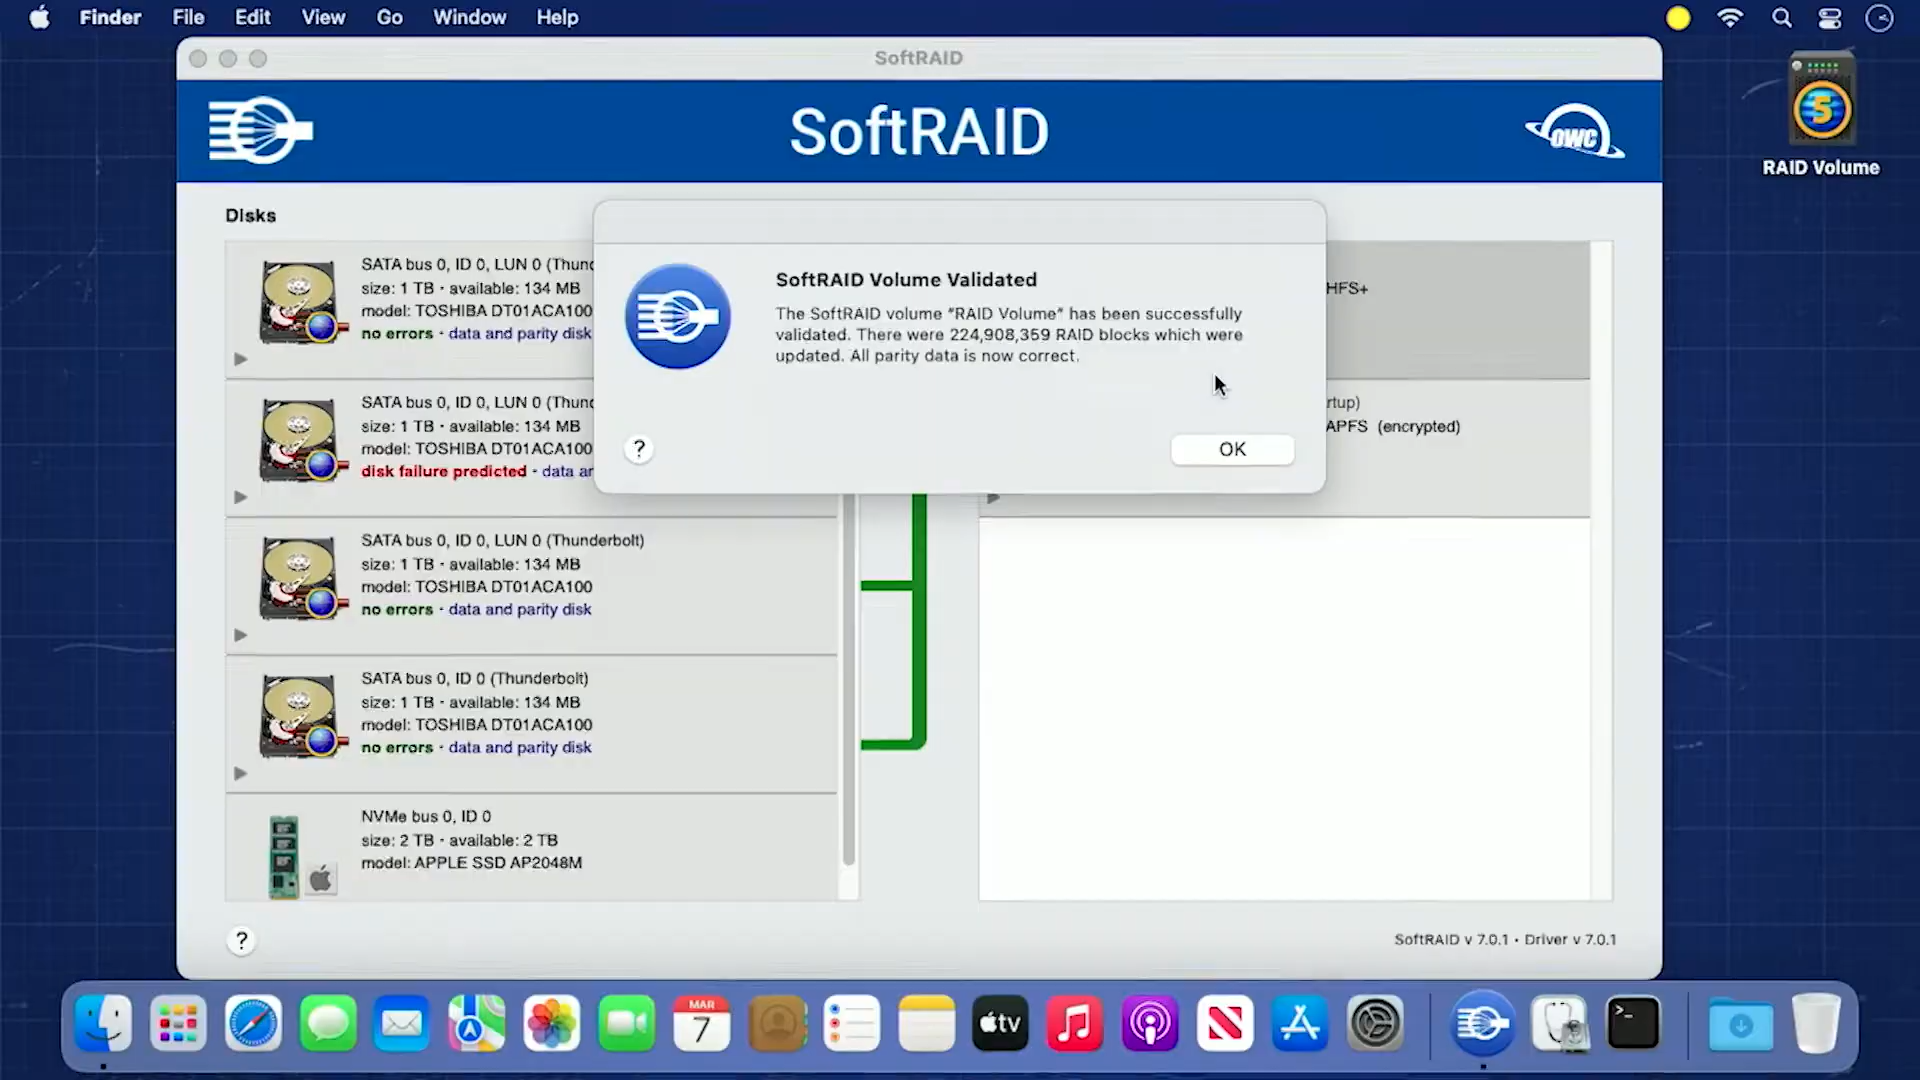 Finder File Edit View Go Window Help
SoftRAID
SoftRAID
OWC
5
RAID Volume
Disks
SATA bus 0, ID 0, LUN 0 (Thund
size: 1 TB · available: 134 MB
model: TOSHIBA DT01ACA100
no errors · data and parity disk
SoftRAID Volume Validated
The SoftRAID volume "RAID Volume" has been successfully
validated. There were 224,908,359 RAID blocks which were
updated. All parity data is now correct.
? OK
HFS+
rtup)
APFS (encrypted)
SATA bus 0, ID 0, LUN 0 (Thund
size: 1 TB · available: 134 MB
model: TOSHIBA DT01ACA100
disk failure predicted · data ar
SATA bus 0, ID 0, LUN 0 (Thunderbolt)
size: 1 TB · available: 134 MB
model: TOSHIBA DT01ACA100
no errors · data and parity disk
SATA bus 0, ID 0 (Thunderbolt)
size: 1 TB · available: 134 MB
model: TOSHIBA DT01ACA100
no errors · data and parity disk
NVMe bus 0, ID 0
size: 2 TB · available: 2 TB
model: APPLE SSD AP2048M
?
SoftRAID v 7.0.1 · Driver v 7.0.1
MAR
7
tv
>_